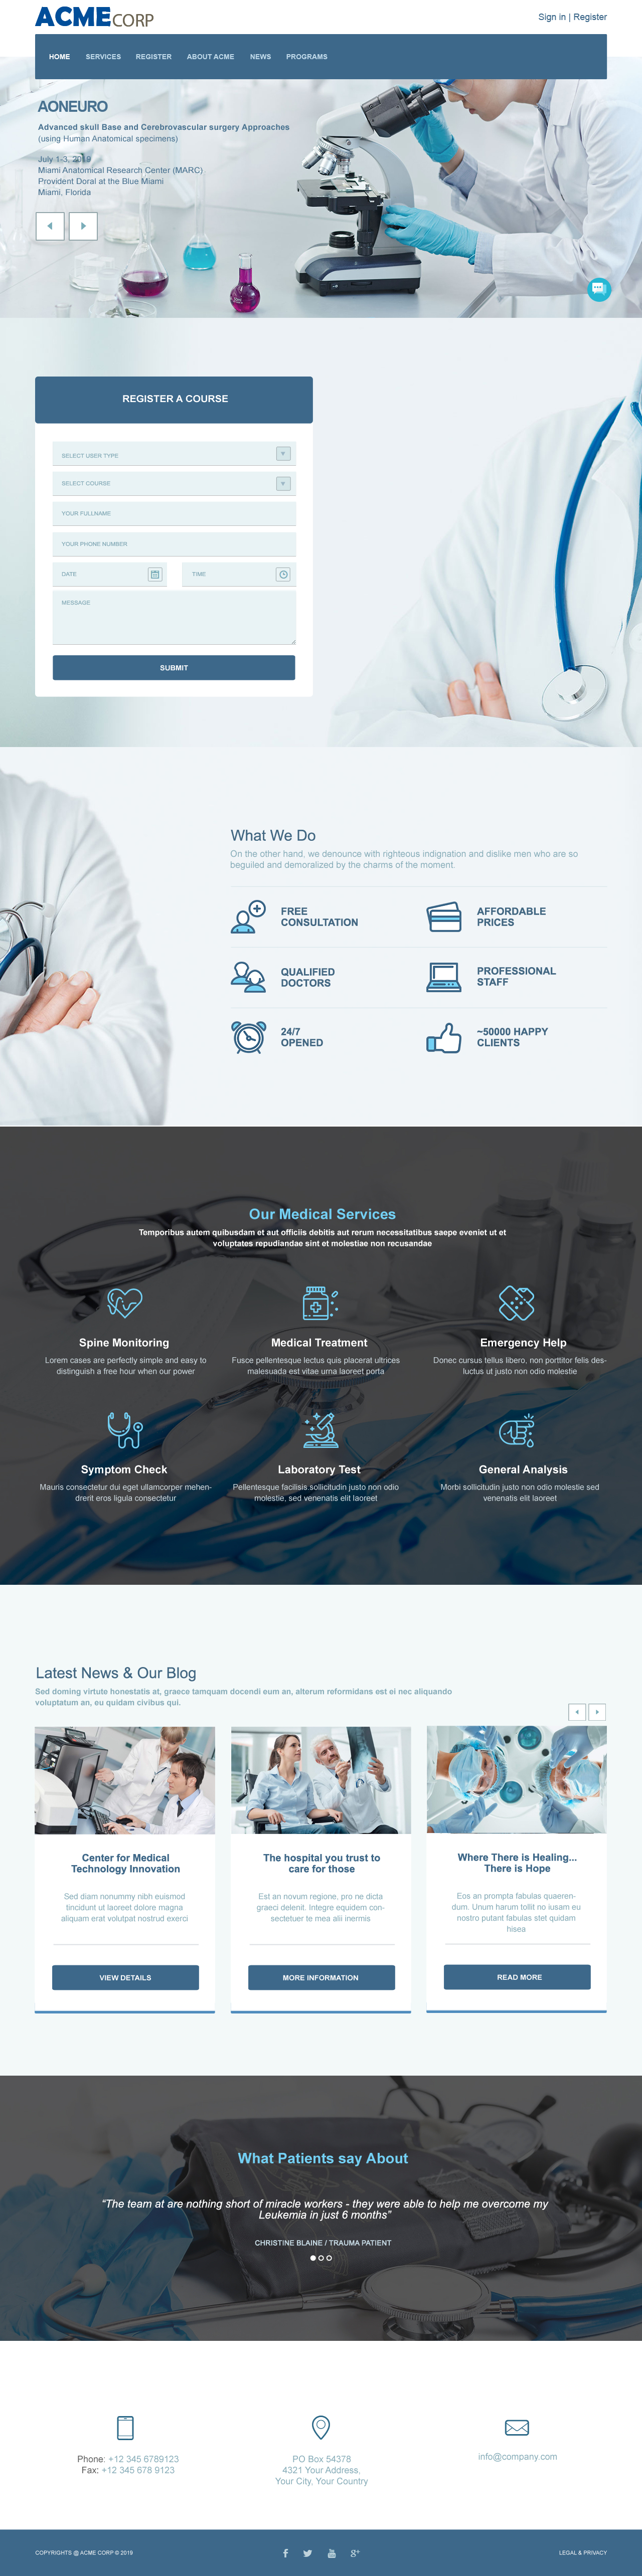 ACMECORP
Sign in | Register
HOME SERVICES REGISTER ABOUT ACME NEWS PROGRAMS
AONEURO
Advanced skull Base and Cerebrovascular surgery Approaches
(using Human Anatomical specimens)
July 1-3, 2019
Miami Anatomical Research Center (MARC)
Provident Doral at the Blue Miami
Miami, Florida
REGISTER A COURSE
SELECT USER TYPE
SELECT COURSE
YOUR FULLNAME
YOUR PHONE NUMBER
DATE TIME
MESSAGE
SUBMIT
What We Do
On the other hand, we denounce with righteous indignation and dislike men who are so
beguiled and demoralized by the charms of the moment.
FREE
CONSULTATION
AFFORDABLE
PRICES
QUALIFIED
DOCTORS
PROFESSIONAL
STAFF
24/7
OPENED
~50000 HAPPY
CLIENTS
Our Medical Services
Temporibus autem quibusdam et aut officiis debitis aut rerum necessitatibus saepe eveniet ut et
voluptates repudiandae sint et molestiae non recusandae
Spine Monitoring
Lorem cases are perfectly simple and easy to
distinguish a free hour when our power
Medical Treatment
Fusce pellentesque lectus quis placerat ultrices
malesuada est vitae urna laoreet porta
Emergency Help
Donec cursus tellus libero, non porttitor felis des-
luctus ut justo non odio molestie
Symptom Check
Mauris consectetur dui eget ullamcorper mehen-
drerit eros ligula consectetur
Laboratory Test
Pellentesque facilisis sollicitudin justo non odio
molestie, sed venenatis elit laoreet
General Analysis
Morbi sollicitudin justo non odio molestie sed
venenatis elit laoreet
Latest News & Our Blog
Sed doming virtute honestatis at, graece tamquam docendi eum an, alterum reformidans est ei nec aliquando
voluptatum an, eu quidam civibus qui.
Center for Medical
Technology Innovation
Sed diam nonummy nibh euismod
tincidunt ut laoreet dolore magna
aliquam erat volutpat nostrud exerci
VIEW DETAILS
The hospital you trust to
care for those
Est an novum regione, pro ne dicta
graeci delenit. Integre equidem con-
sectetuer te mea alii inermis
MORE INFORMATION
Where There is Healing...
There is Hope
Eos an prompta fabulas quaeren-
dum. Unum harum tollit no iusam eu
nostro putant fabulas stet quidam
hisea
READ MORE
What Patients say About
“The team at are nothing short of miracle workers - they were able to help me overcome my
Leukemia in just 6 months”
CHRISTINE BLAINE / TRAUMA PATIENT
Phone: +12 345 6789123
Fax: +12 345 678 9123
PO Box 54378
4321 Your Address,
Your City, Your Country
info@company.com
COPYRIGHTS @ ACME CORP © 2019
LEGAL & PRIVACY